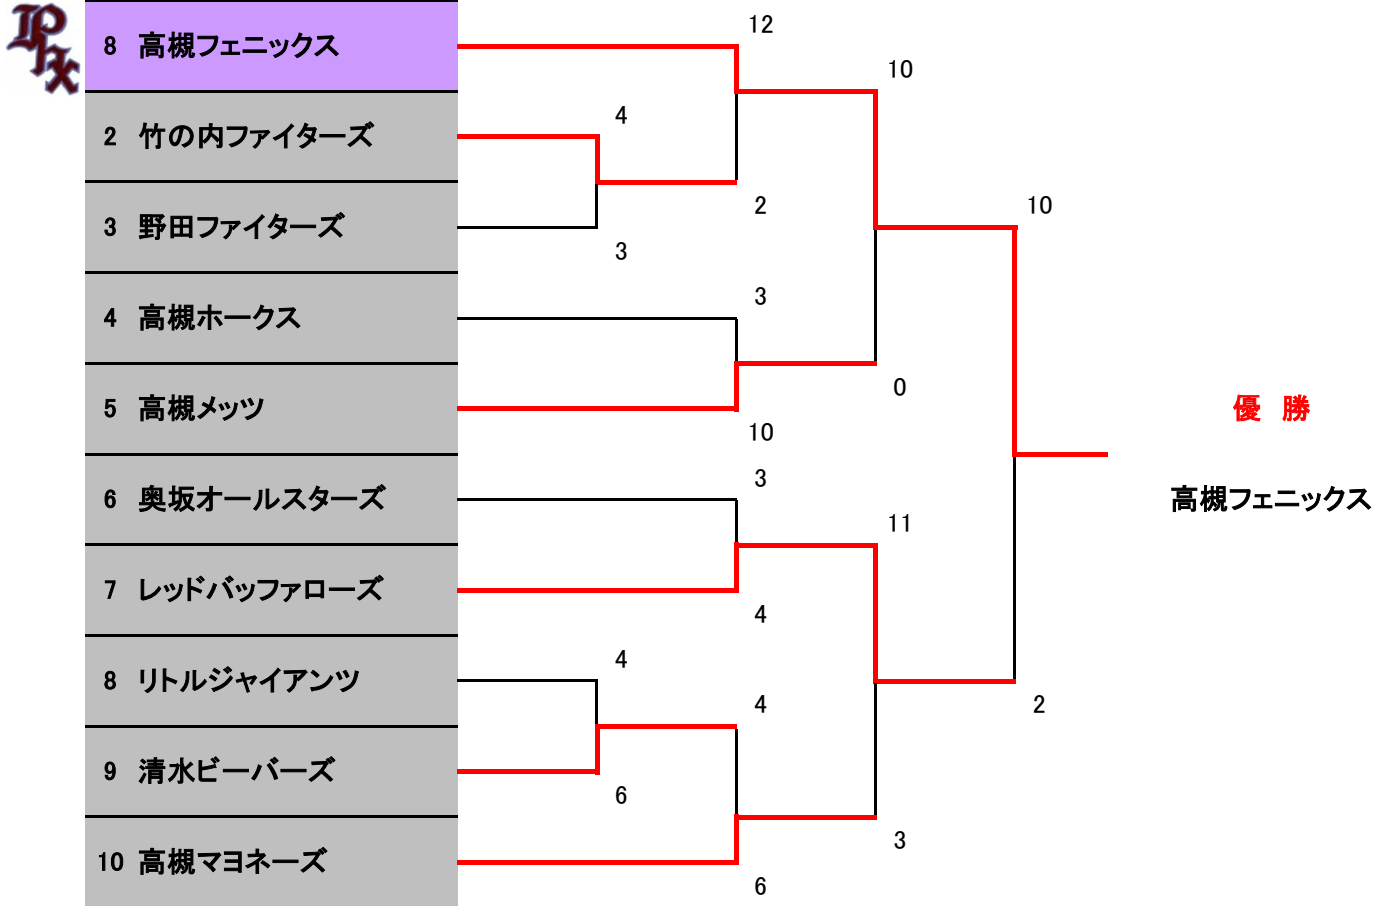 PHX
8 高槻フェニックス
2 竹の内ファイターズ
3 野田ファイターズ
4 高槻ホークス
5 高槻メッツ
6 奥坂オールスターズ
7 レッドバッファローズ
8 リトルジャイアンツ
9 清水ビーバーズ
10 高槻マヨネーズ
4
3
4
6
12
2
3
10
3
4
4
6
10
0
11
3
10
2
優 勝
高槻フェニックス